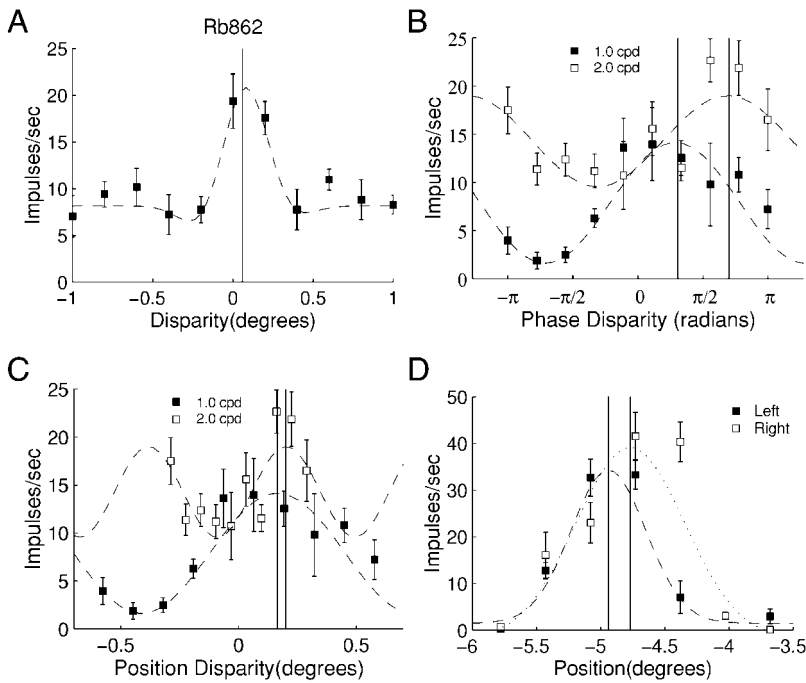 A
Rb862
25
20
15
10
5
0
Impulses/sec
−1
−0.5
0
0.5
1
Disparity(degrees)
B
25
20
15
10
5
0
Impulses/sec
1.0 cpd
2.0 cpd
−π
−π/2
0
π/2
π
Phase Disparity (radians)
C
25
20
15
10
5
0
Impulses/sec
1.0 cpd
2.0 cpd
−0.5
0
0.5
Position Disparity(degrees)
D
50
40
30
20
10
0
Impulses/sec
Left
Right
−6
−5.5
−5
−4.5
−4
−3.5
Position(degrees)